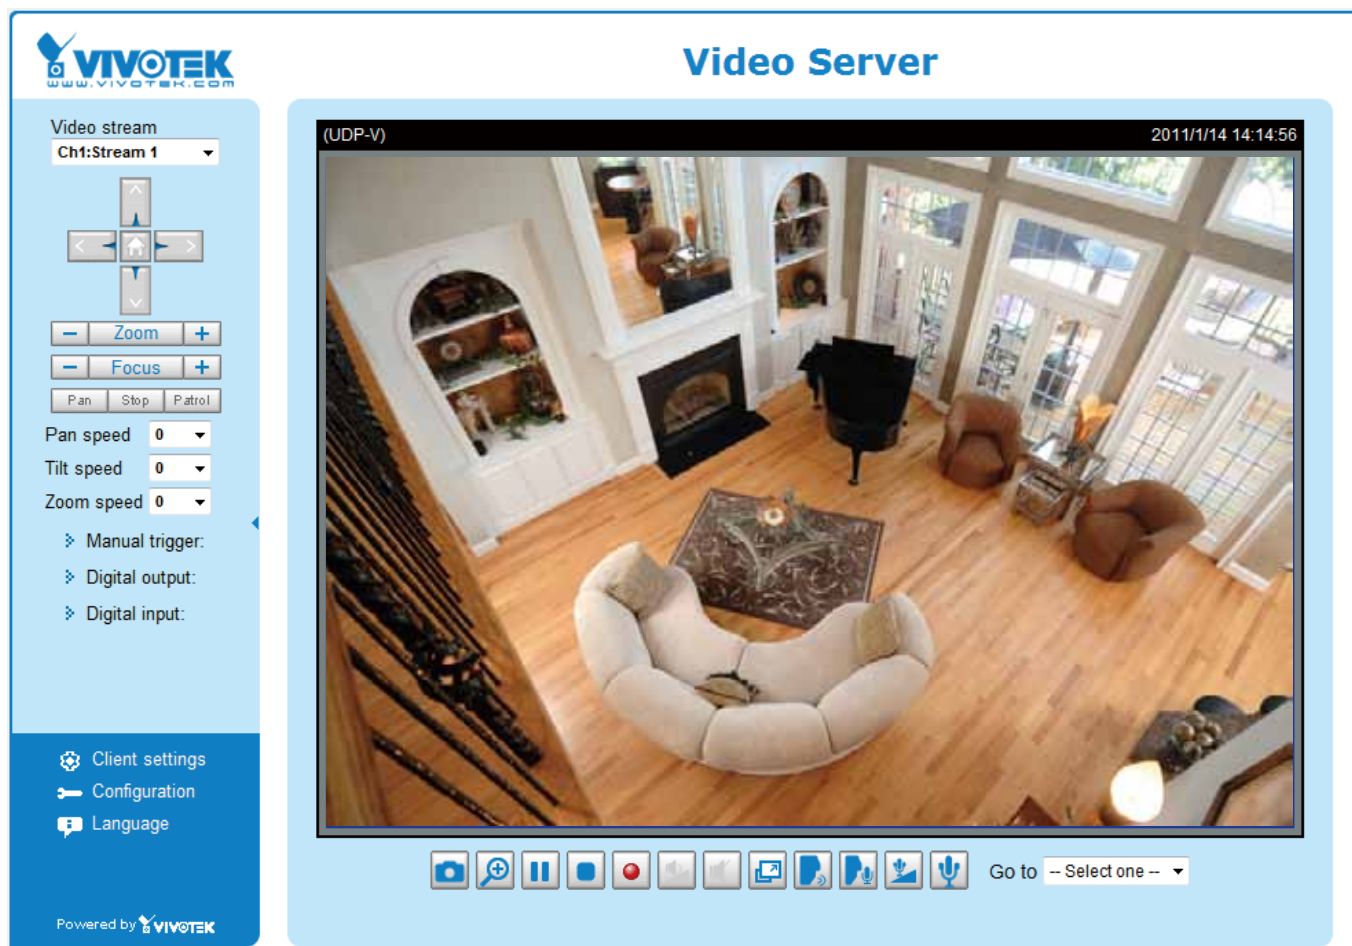 VIVOTEK
www.vivotek.com
Video Server
Video stream
Ch1:Stream 1
Zoom
Focus
Pan Stop Patrol
Pan speed 0
Tilt speed 0
Zoom speed 0
Manual trigger:
Digital output:
Digital input:
Client settings
Configuration
Language
Powered by VIVOTEK
(UDP-V) 2011/1/14 14:14:56
Go to -- Select one --